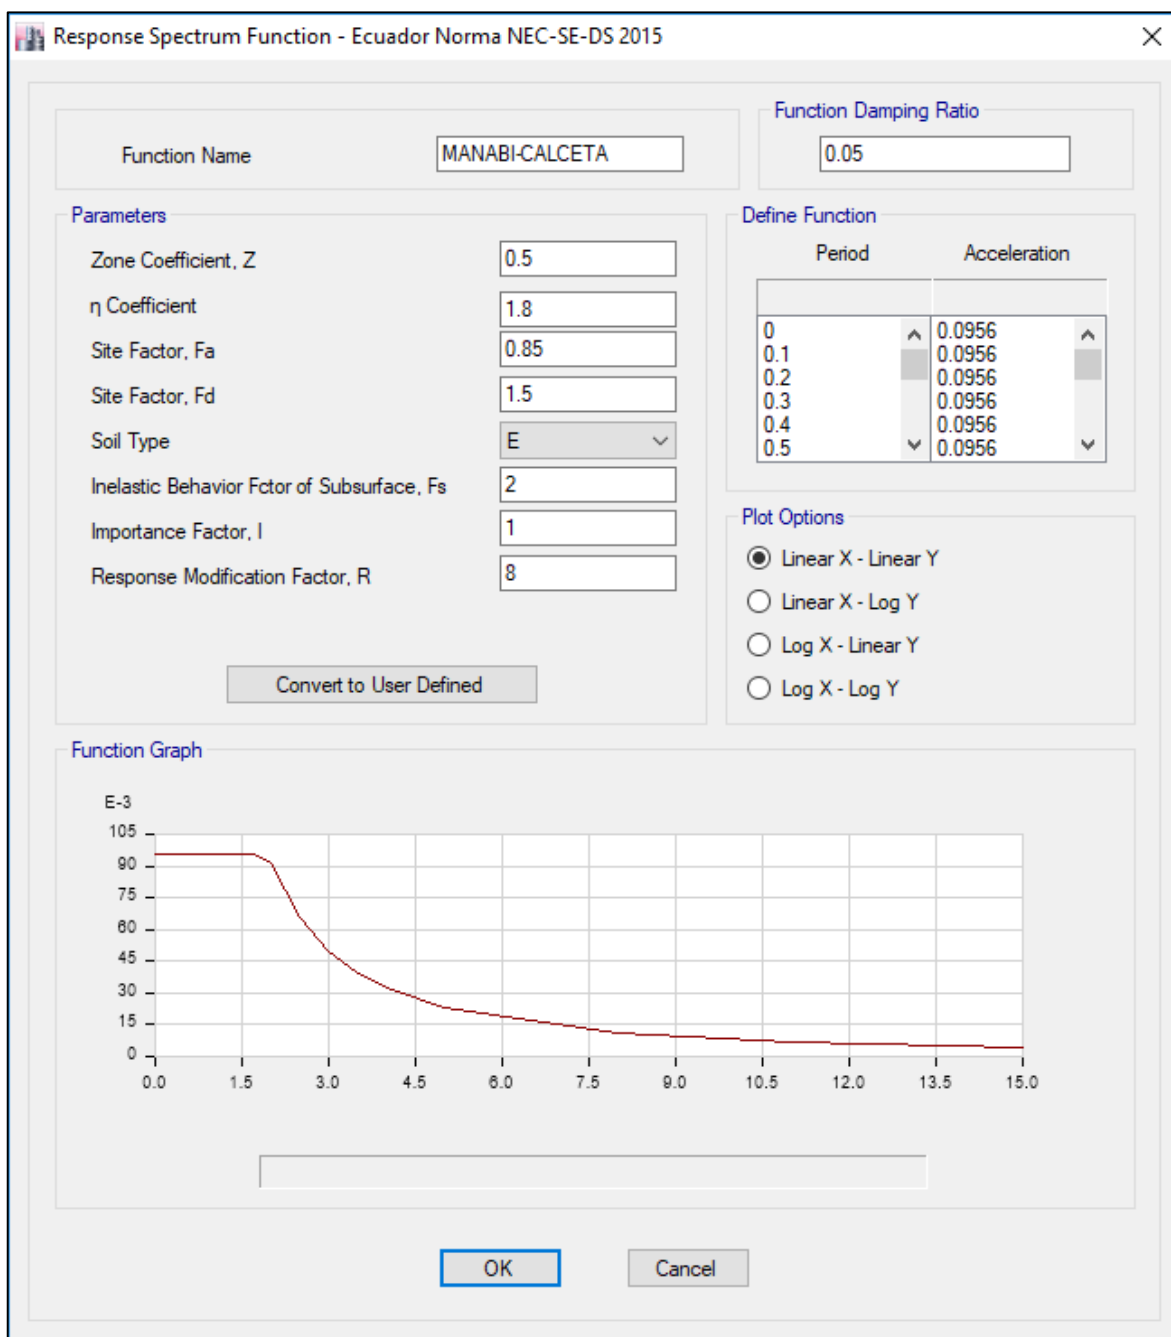 Response Spectrum Function - Ecuador Norma NEC-SE-DS 2015
Function Name
MANABI-CALCETA
Function Damping Ratio
0.05
Parameters
Zone Coefficient, Z
0.5
η Coefficient
1.8
Site Factor, Fa
0.85
Site Factor, Fd
1.5
Soil Type
E
Inelastic Behavior Fctor of Subsurface, Fs
2
Importance Factor, I
1
Response Modification Factor, R
8
Convert to User Defined
Define Function
Period Acceleration
0 0.0956
0.1 0.0956
0.2 0.0956
0.3 0.0956
0.4 0.0956
0.5 0.0956
Plot Options
Linear X - Linear Y
Linear X - Log Y
Log X - Linear Y
Log X - Log Y
Function Graph
E-3
105
90
75
60
45
30
15
0
0.0 1.5 3.0 4.5 6.0 7.5 9.0 10.5 12.0 13.5 15.0
OK Cancel